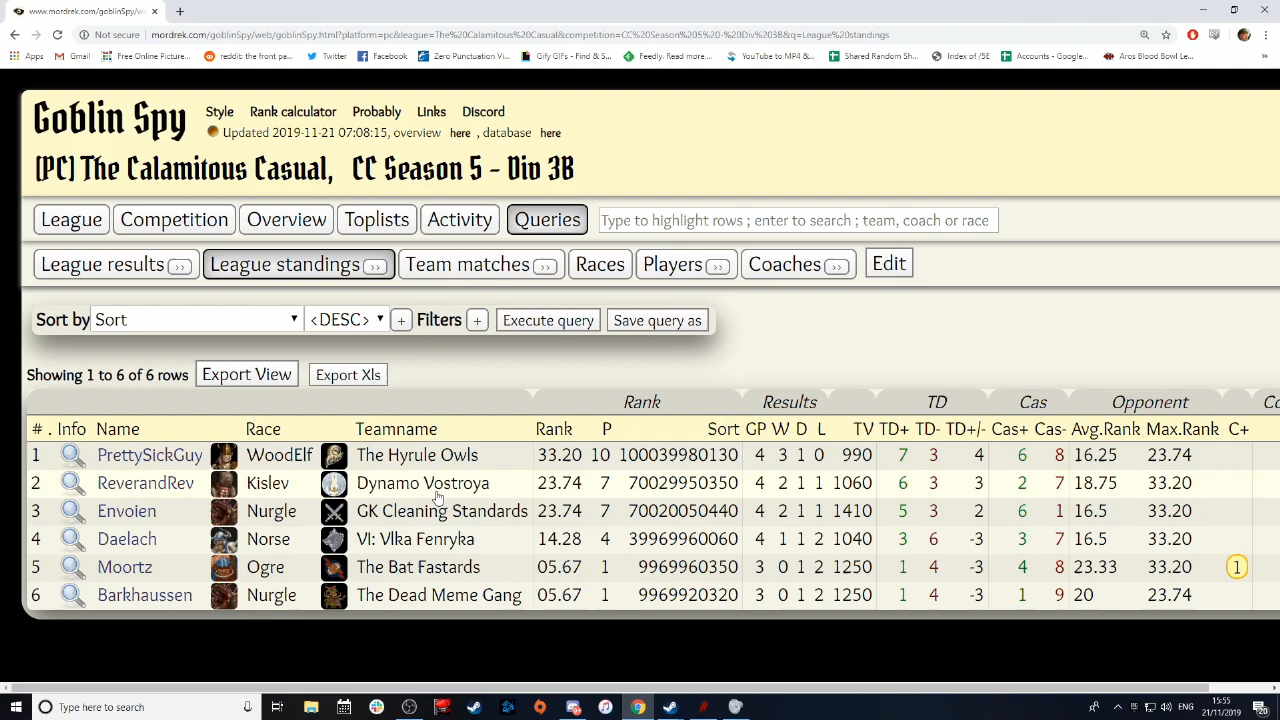 www.mordrek.com/goblinSpy/web/
Not secure mordrek.com/goblinSpy/web/goblinSpy.html?platform=pc&league=The%20Calamitous%20Casual&competition=CC%20Season%205%20-%20Div%203B&q=League%20standings
Apps Gmail Free Online Picture... reddit: the front pa... Twitter Facebook Zero Punctuation Vi... Gify GIFs - Find & S... Feedly. Read more,... YouTube to MP4 &... Shared Random Sh... Index of /5E Accounts - Google... Aros Blood Bowl Le...
Goblin Spy Style Rank calculator Probably Links Discord
Updated 2019-11-21 07:08:15, overview here , database here
[PC] The Calamitous Casual, CC Season 5 - Div 3B
League Competition Overview Toplists Activity Queries Type to highlight rows ; enter to search ; team, coach or race
League results >> League standings >> Team matches >> Races Players >> Coaches >> Edit
Sort by Sort <DESC> + Filters + Execute query Save query as
Showing 1 to 6 of 6 rows Export View Export Xls
Rank Results TD Cas Opponent Co
# . Info Name Race Teamname Rank P Sort GP W D L TV TD+ TD- TD+/- Cas+ Cas- Avg.Rank Max.Rank C+
1 PrettySickGuy WoodElf The Hyrule Owls 33.20 10 100039980130 4 3 1 0 990 7 3 4 6 8 16.25 23.74
2 ReverandRev Kislev Dynamo Vostroya 23.74 7 70029950350 4 2 1 1 1060 6 3 3 2 7 18.75 33.20
3 Envoien Nurgle GK Cleaning Standards 23.74 7 70020050440 4 2 1 1 1410 5 3 2 6 1 16.5 33.20
4 Daelach Norse VI: Vlka Fenryka 14.28 4 39969960060 4 1 1 2 1040 3 6 -3 3 7 16.5 33.20
5 Moortz Ogre The Bat Fastards 05.67 1 9969960350 3 0 1 2 1250 1 4 -3 4 8 23.33 33.20 1
6 Barkhaussen Nurgle The Dead Meme Gang 05.67 1 9969920320 3 0 1 2 1250 1 4 -3 1 9 20 23.74
Type here to search
15:55
21/11/2019